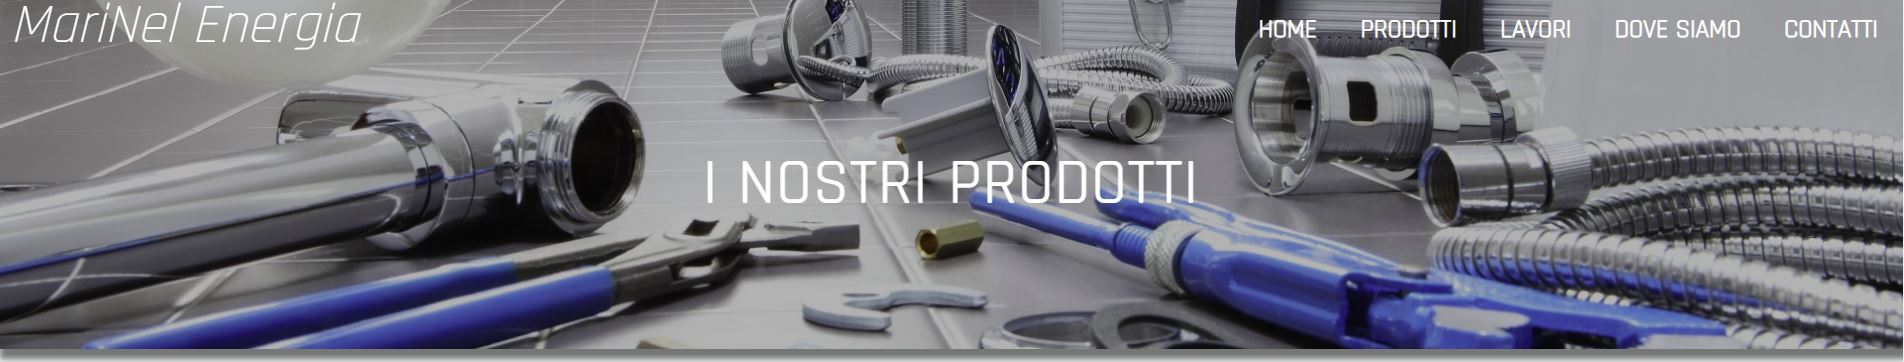 MariNel Energia
HOME PRODOTTI LAVORI DOVE SIAMO CONTATTI
I NOSTRI PRODOTTI